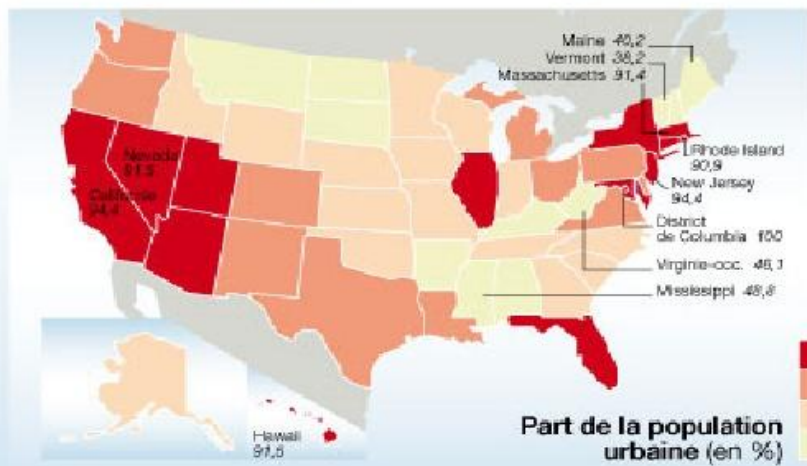 Maine 40,2
Vermont 38,2
Massachusetts 91,4
Nevada
91,5
Californie
94,4
Rhode Island
90,9
New Jersey
94,4
District
de Columbia 100
Virginie-occ. 46,1
Mississippi 48,8
Hawaii
91,5
Part de la population
urbaine (en %)